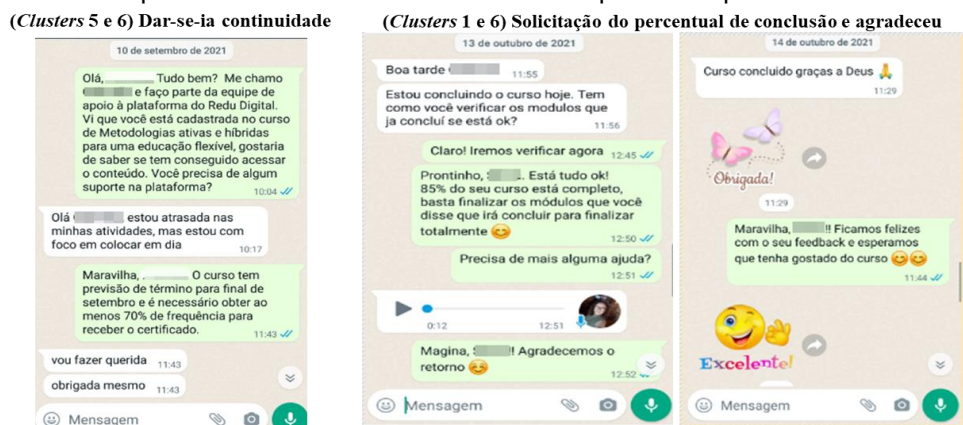 (Clusters 5 e 6) Dar-se-ia continuidade
10 de setembro de 2021
Olá, Tudo bem? Me chamo
e faço parte da equipe de
apoio à plataforma do Redu Digital.
Vi que você está cadastrada no curso
de Metodologias ativas e híbridas
para uma educação flexível, gostaria
de saber se tem conseguido acessar
o conteúdo. Você precisa de algum
suporte na plataforma?
10:04
Olá estou atrasada nas
minhas atividades, mas estou com
foco em colocar em dia
10:17
Maravilha, . O curso tem
previsão de término para final de
setembro e é necessário obter ao
menos 70% de frequência para
receber o certificado.
11:43
vou fazer querida 11:43
obrigada mesmo 11:43
Mensagem
(Clusters 1 e 6) Solicitação do percentual de conclusão e agradeceu
13 de outubro de 2021
Boa tarde 11:55
Estou concluindo o curso hoje. Tem
como você verificar os modulos que
ja concluí se está ok?
11:56
Claro! Iremos verificar agora 12:45
Prontinho, . Está tudo ok!
85% do seu curso está completo,
basta finalizar os módulos que você
disse que irá concluir para finalizar
totalmente 😊
12:50
Precisa de mais alguma ajuda?
12:51
0:12 12:51
Magina, ! Agradecemos o
retorno 😊
12:52
Mensagem
14 de outubro de 2021
Curso concluido graças a Deus 🙏
11:29
Obrigada!
11:29
Maravilha, !! Ficamos felizes
com o seu feedback e esperamos
que tenha gostado do curso 😊😊
11:44
Excelente!
Mensagem